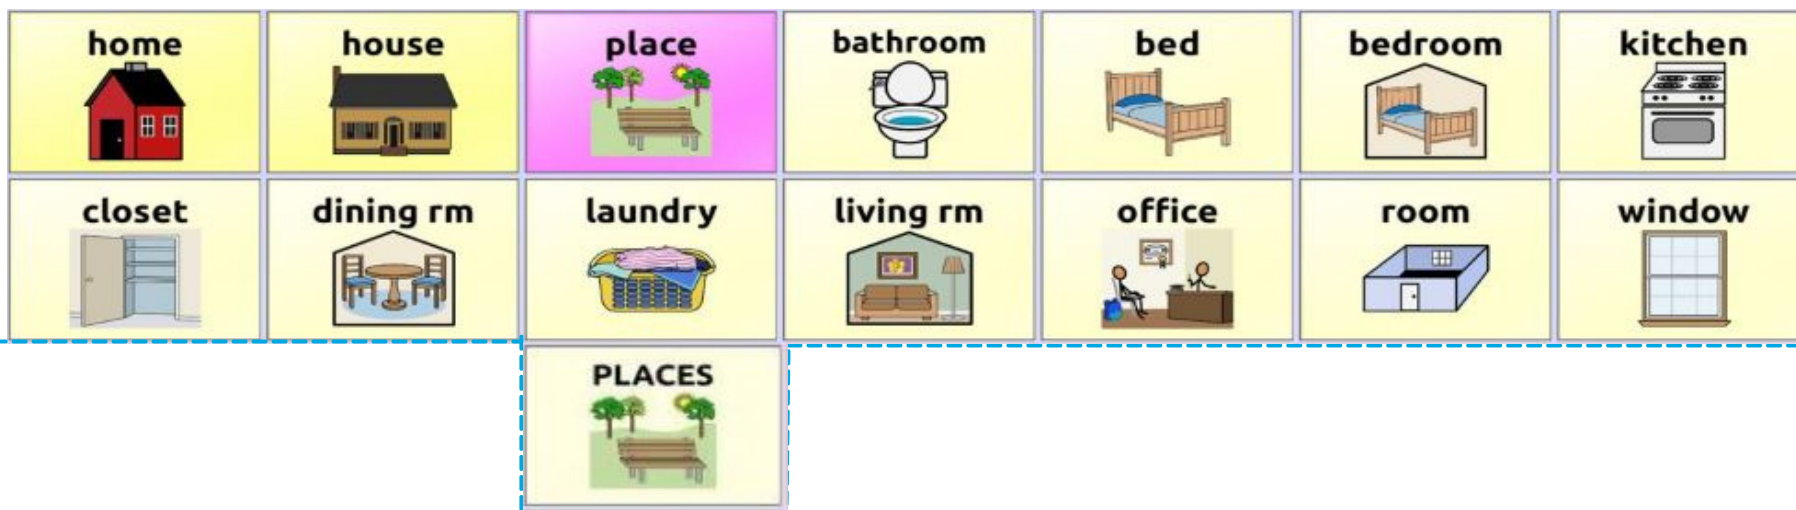 home house place bathroom bed bedroom kitchen
closet dining rm laundry living rm office room window
PLACES